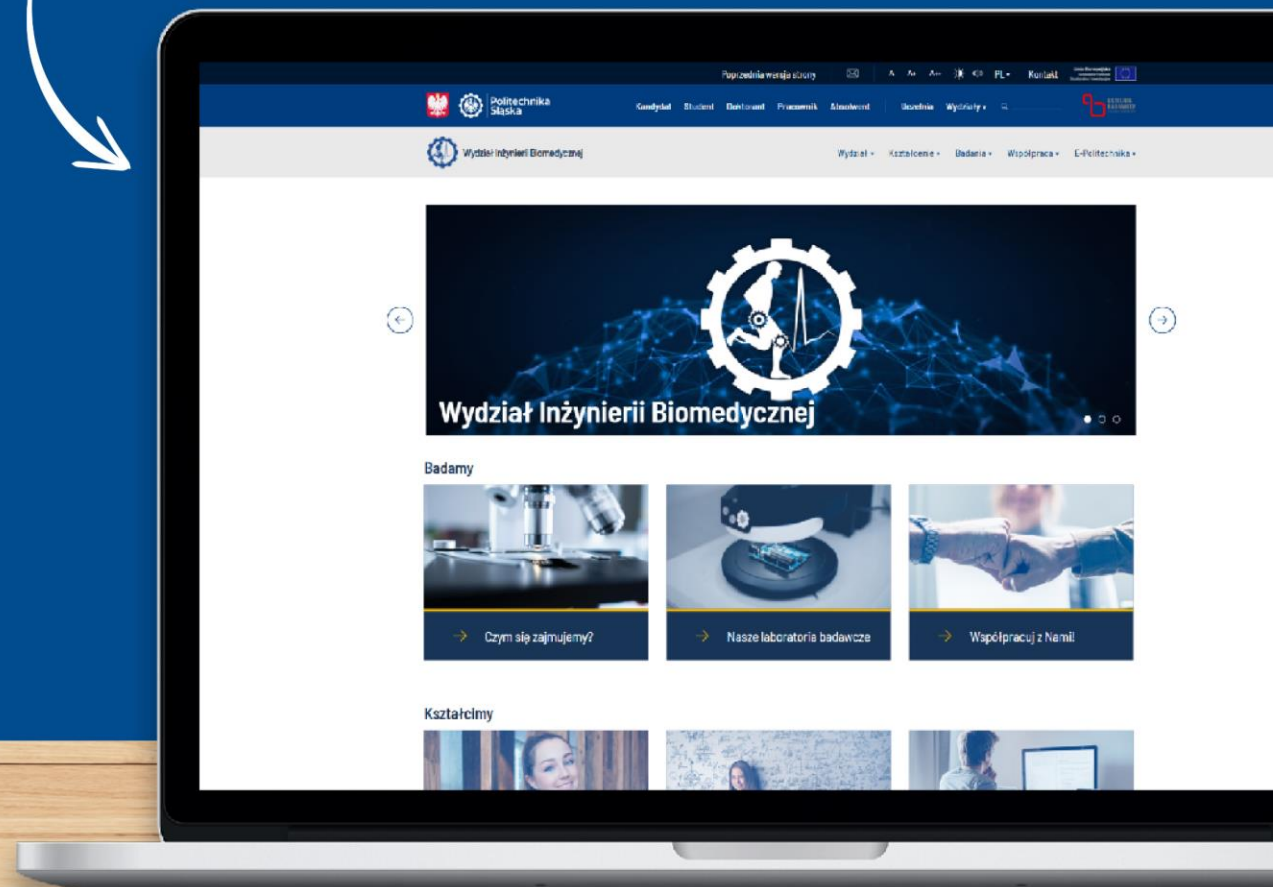 Poprzednia wersja strony A A+ A++ PL Kontakt
Politechnika
Śląska
Kandydat Student Doktorant Pracownik Absolwent Uczelnia Wydziały
Wydział Inżynierii Biomedycznej
Wydział Kształcenie Badania Współpraca E-Politechnika
Wydział Inżynierii Biomedycznej
Badamy
Czym się zajmujemy?
Nasze laboratoria badawcze
Współpracuj z Nami!
Kształcimy